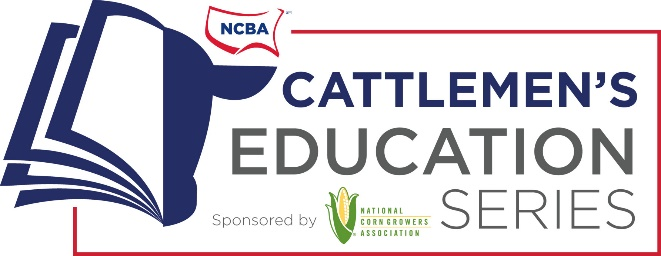 NCBA
CATTLEMEN'S
EDUCATION
SERIES
Sponsored by
NATIONAL
CORN GROWERS
ASSOCIATION